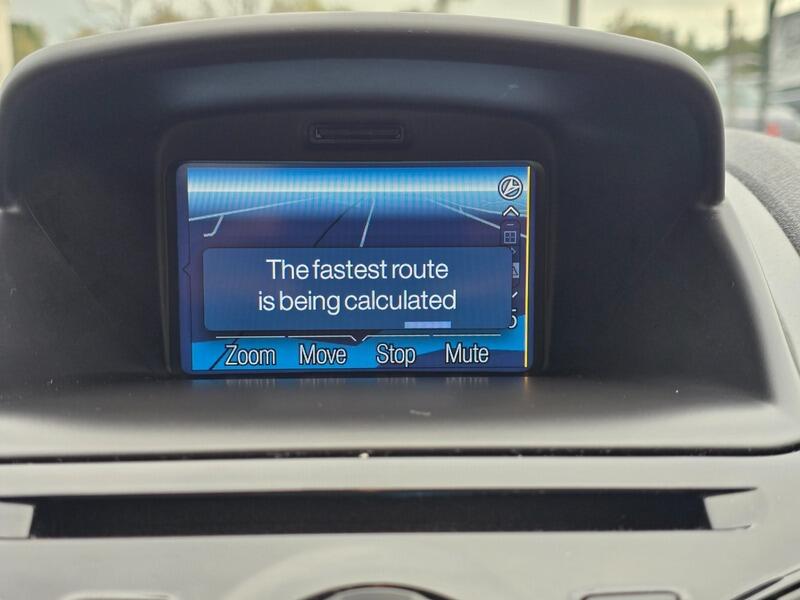 The fastest route
is being calculated
Zoom Move Stop Mute